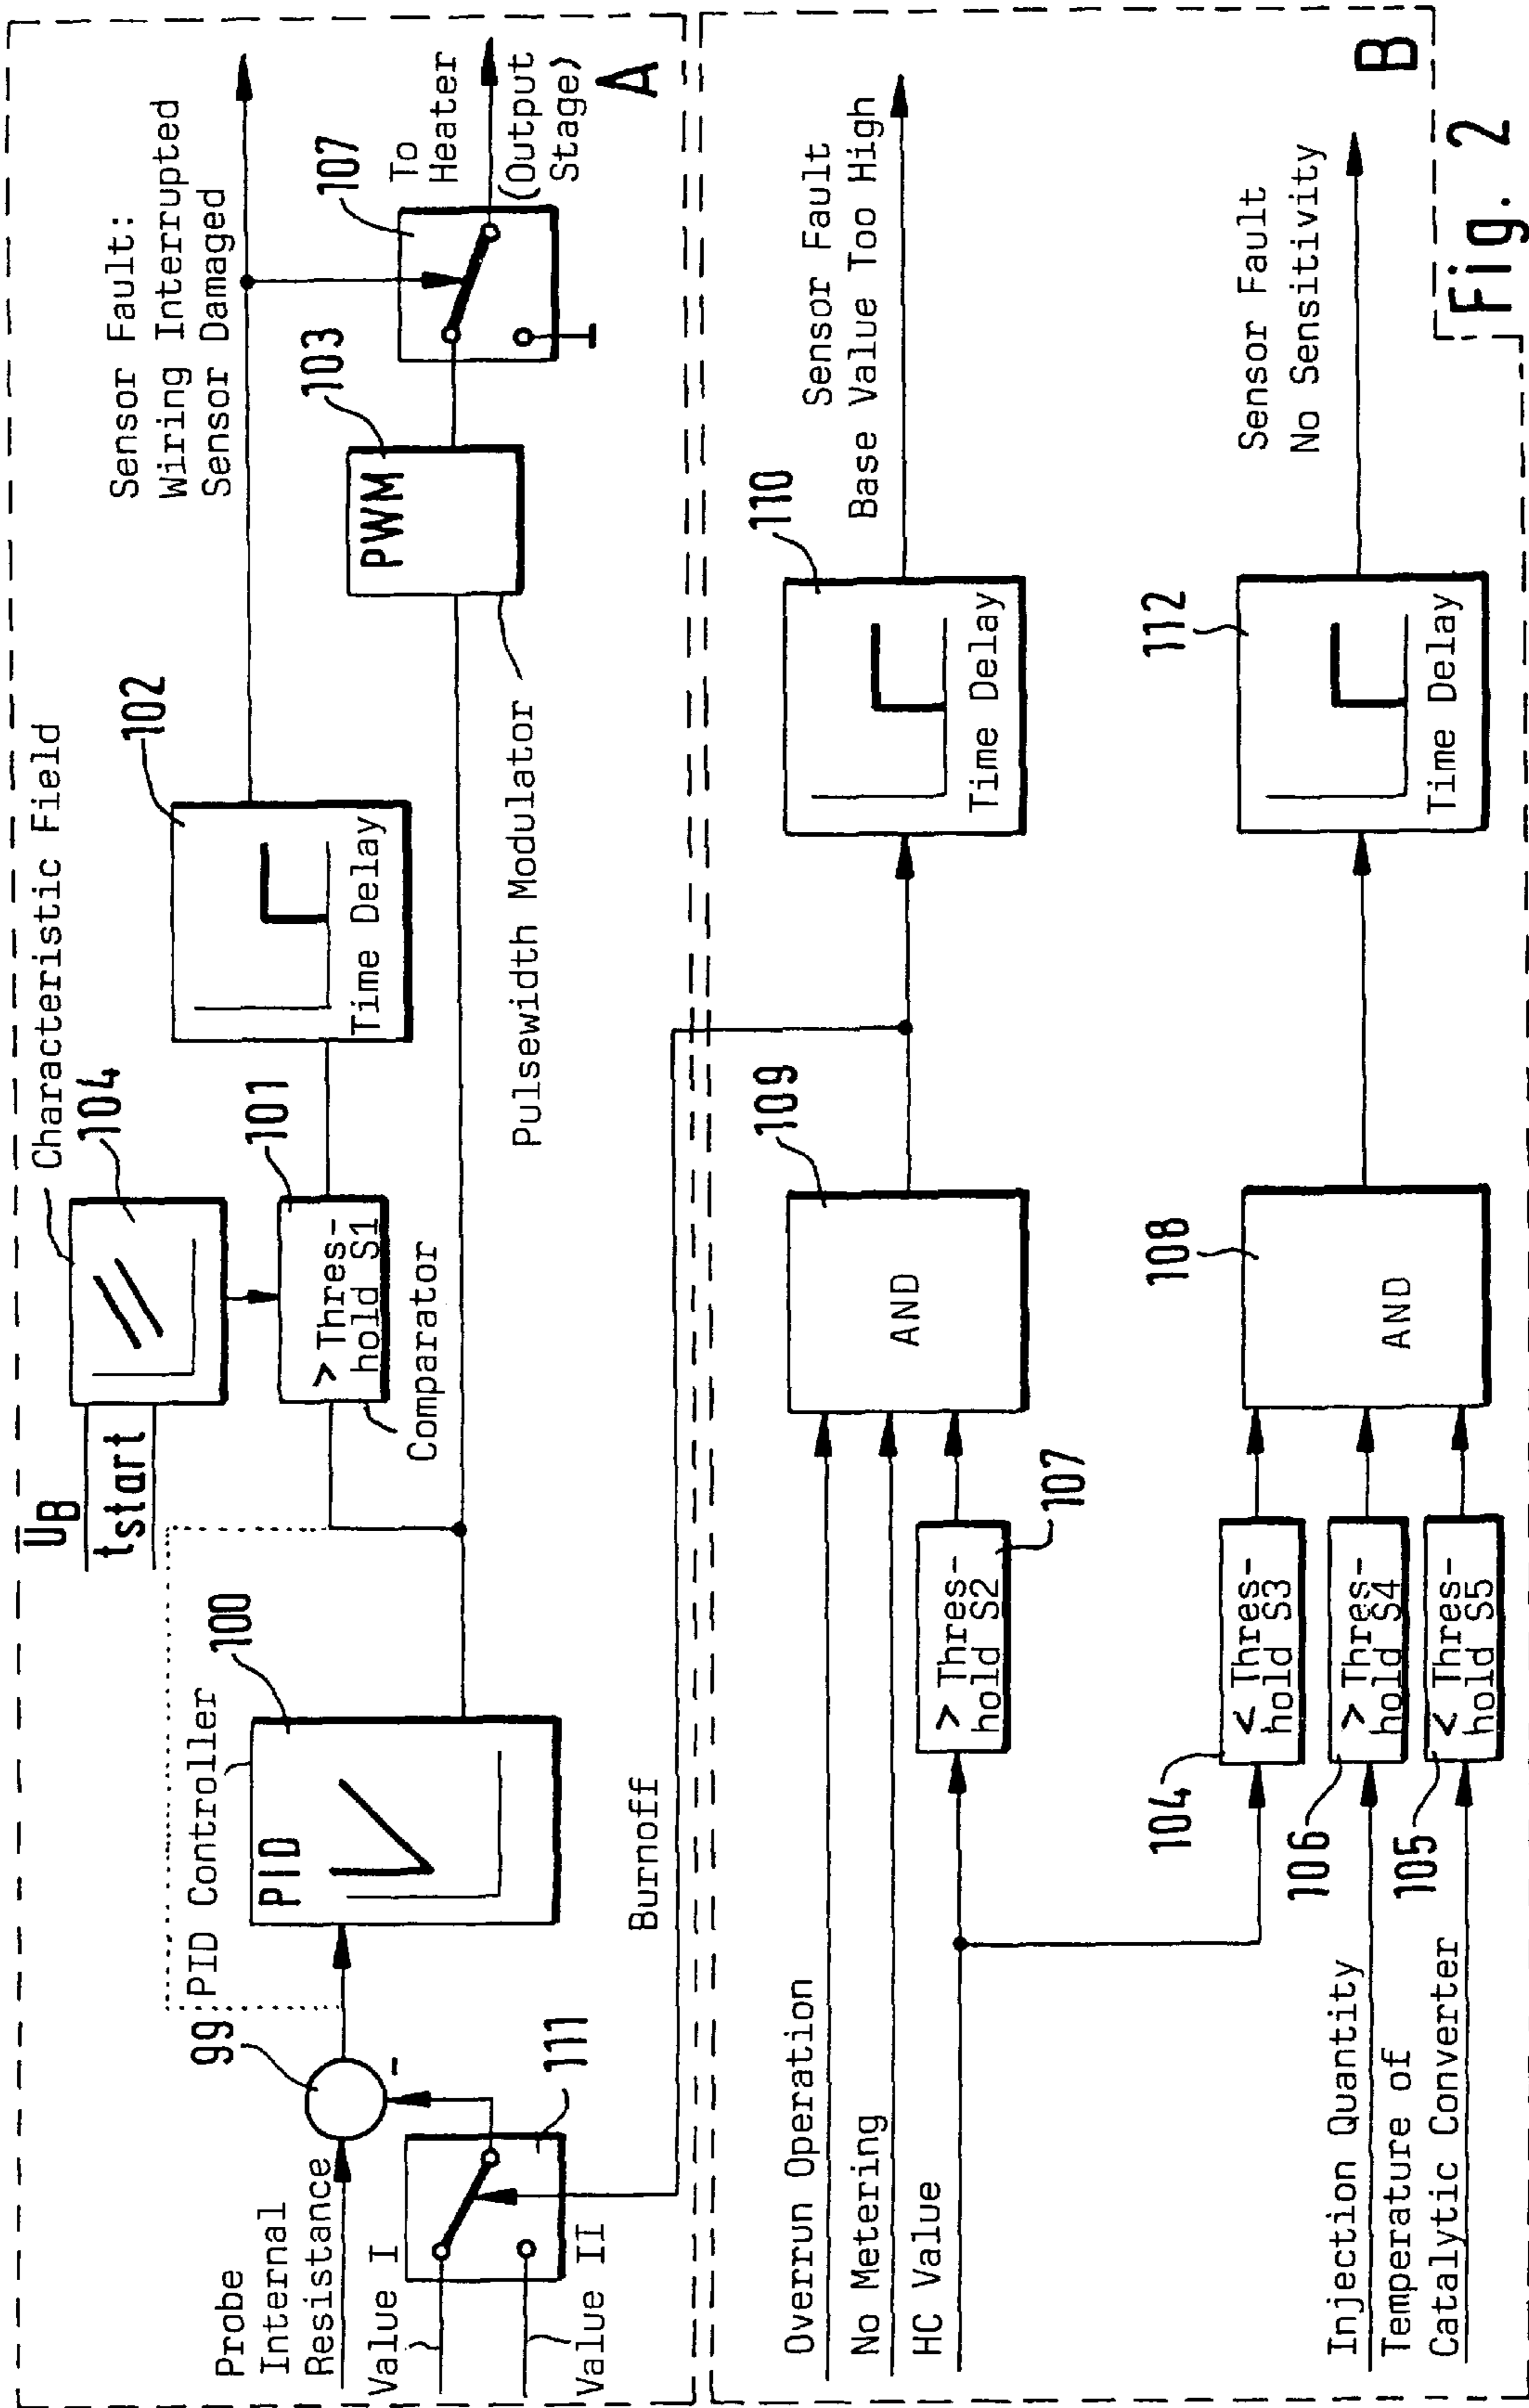 Probe
Internal
Resistance
Value I
Value II
99
111
PID Controller
100
PID
U_B
t_start
Characteristic Field
104
101
> Thres-
hold S1
Comparator
102
Time Delay
Sensor Fault:
Wiring Interrupted
Sensor Damaged
103
PWM
Pulsewidth Modulator
107
To
Heater
(Output
Stage)
A
Burnoff
Overrun Operation
No Metering
HC Value
> Thres-
hold S2
107
109
AND
110
Time Delay
Sensor Fault
Base Value Too High
Injection Quantity
Temperature of
Catalytic Converter
104
< Thres-
hold S3
106
> Thres-
hold S4
105
< Thres-
hold S5
108
AND
112
Time Delay
Sensor Fault
No Sensitivity
B
Fig. 2
-